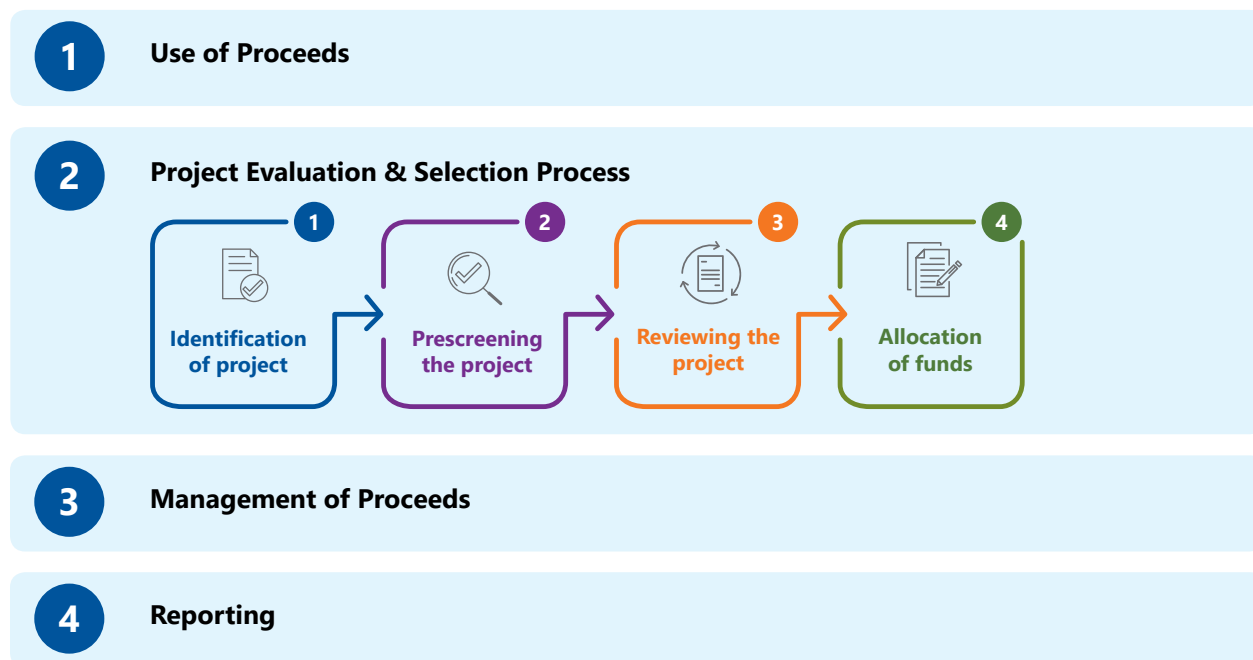 1
Use of Proceeds
2
Project Evaluation & Selection Process
1
Identification
of project
2
Prescreening
the project
3
Reviewing the
project
4
Allocation
of funds
3
Management of Proceeds
4
Reporting